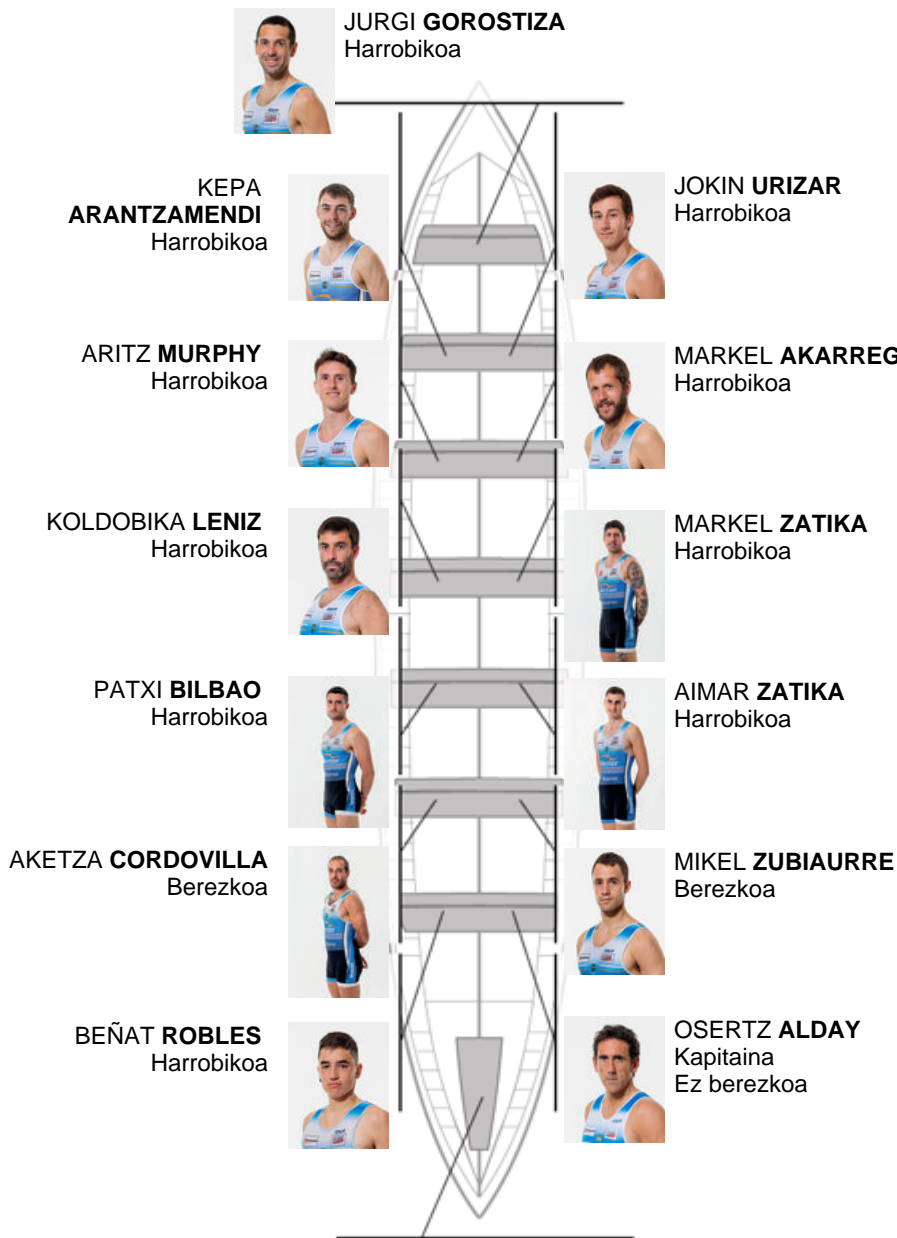 JURGI GOROSTIZA
Harrobikoa
KEPA
ARANTZAMENDI
Harrobikoa
JOKIN URIZAR
Harrobikoa
ARITZ MURPHY
Harrobikoa
MARKEL AKARREG
Harrobikoa
KOLDOBIKA LENIZ
Harrobikoa
MARKEL ZATIKA
Harrobikoa
PATXI BILBAO
Harrobikoa
AIMAR ZATIKA
Harrobikoa
AKETZA CORDOVILLA
Berezkoa
MIKEL ZUBIAURRE
Berezkoa
BEÑAT ROBLES
Harrobikoa
OSERTZ ALDAY
Kapitaina
Ez berezkoa